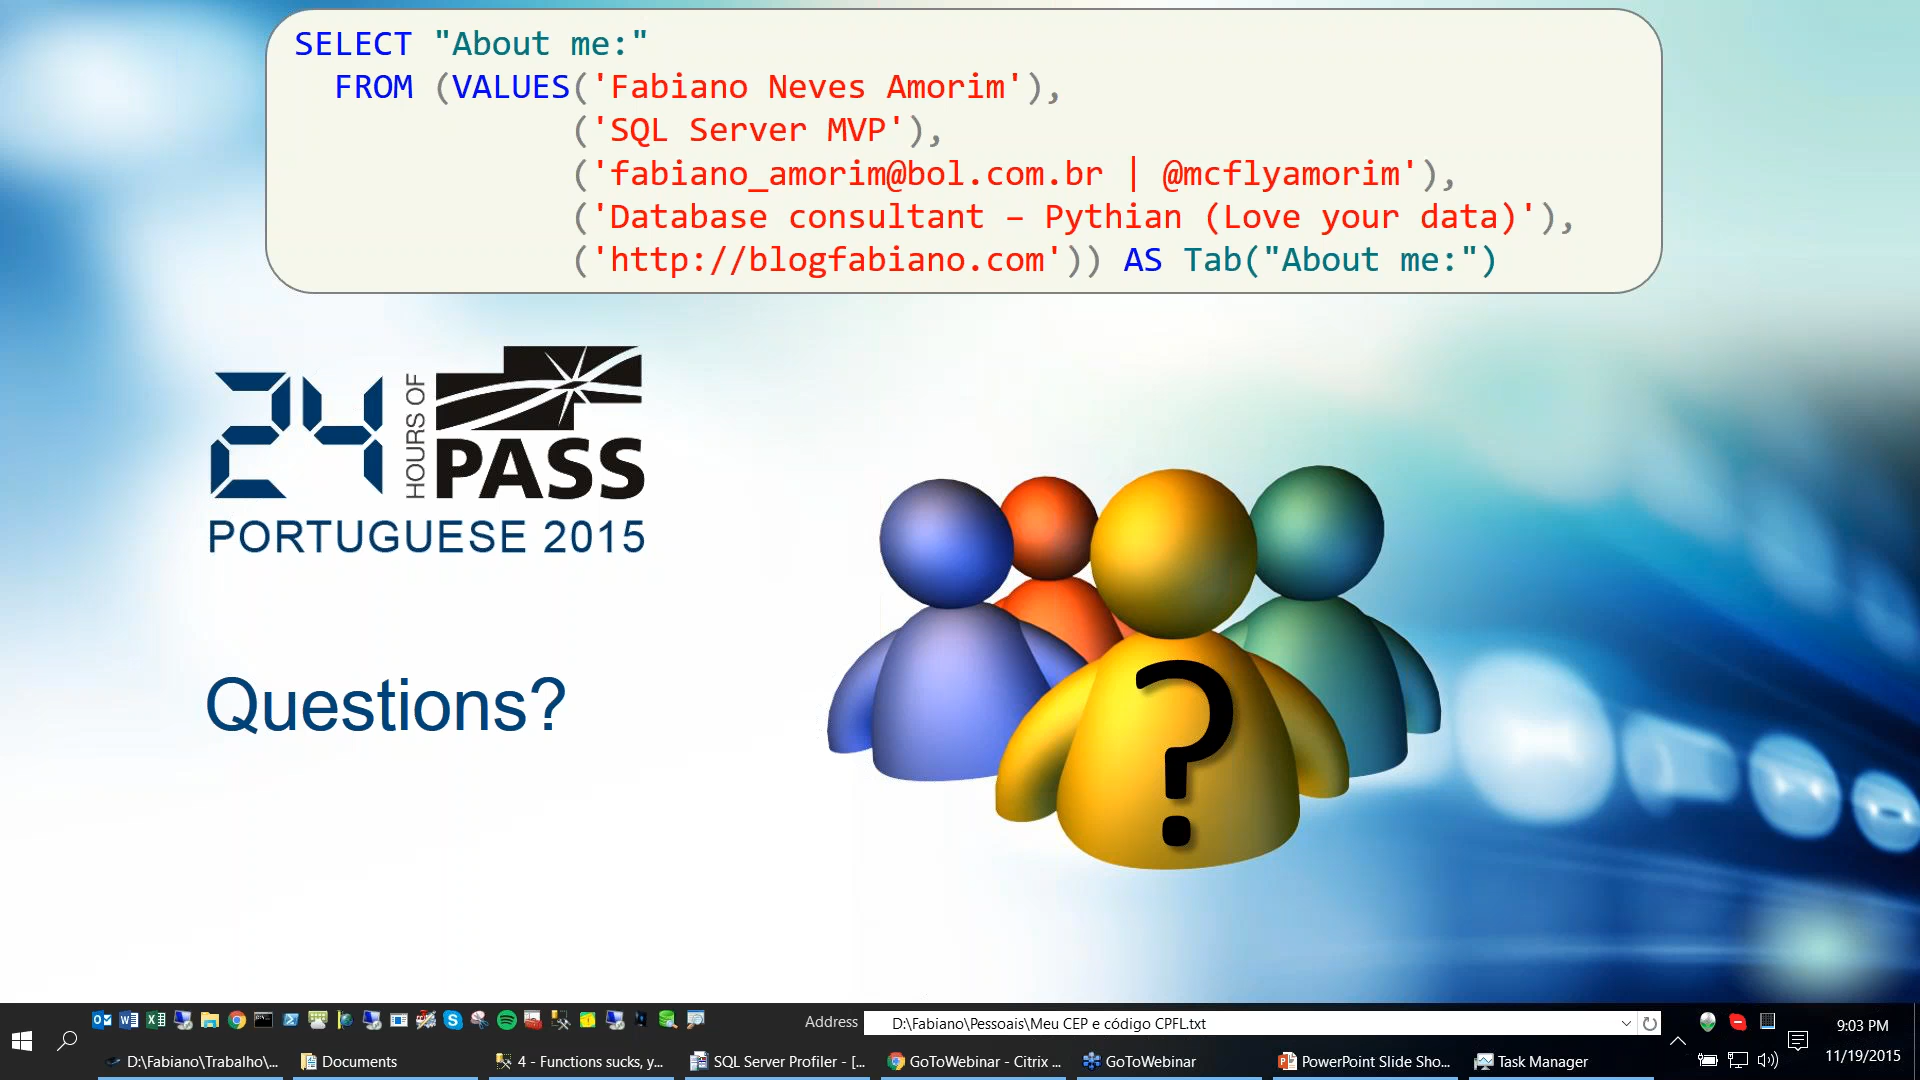 SELECT "About me:"
FROM (VALUES('Fabiano Neves Amorim'),
('SQL Server MVP'),
('fabiano_amorim@bol.com.br | @mcflyamorim'),
('Database consultant – Pythian (Love your data)'),
('http://blogfabiano.com')) AS Tab("About me:")
24 HOURS OF PASS
PORTUGUESE 2015
Questions?
?
Address D:\Fabiano\Pessoais\Meu CEP e código CPFL.txt
9:03 PM
D:\Fabiano\Trabalho\... Documents 4 - Functions sucks, y... SQL Server Profiler - [... GoToWebinar - Citrix ... GoToWebinar PowerPoint Slide Sho... Task Manager
11/19/2015